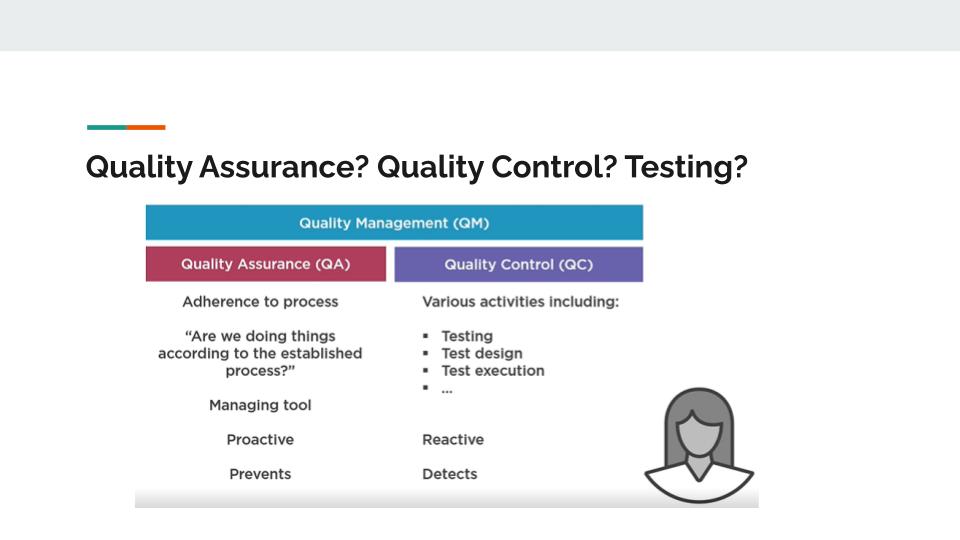 Quality Assurance? Quality Control? Testing?
Quality Management (QM)
Quality Assurance (QA)
Adherence to process
“Are we doing things
according to the established
process?”
Managing tool
Proactive
Prevents
Quality Control (QC)
Various activities including:
▪ Testing
▪ Test design
▪ Test execution
▪ ...
Reactive
Detects